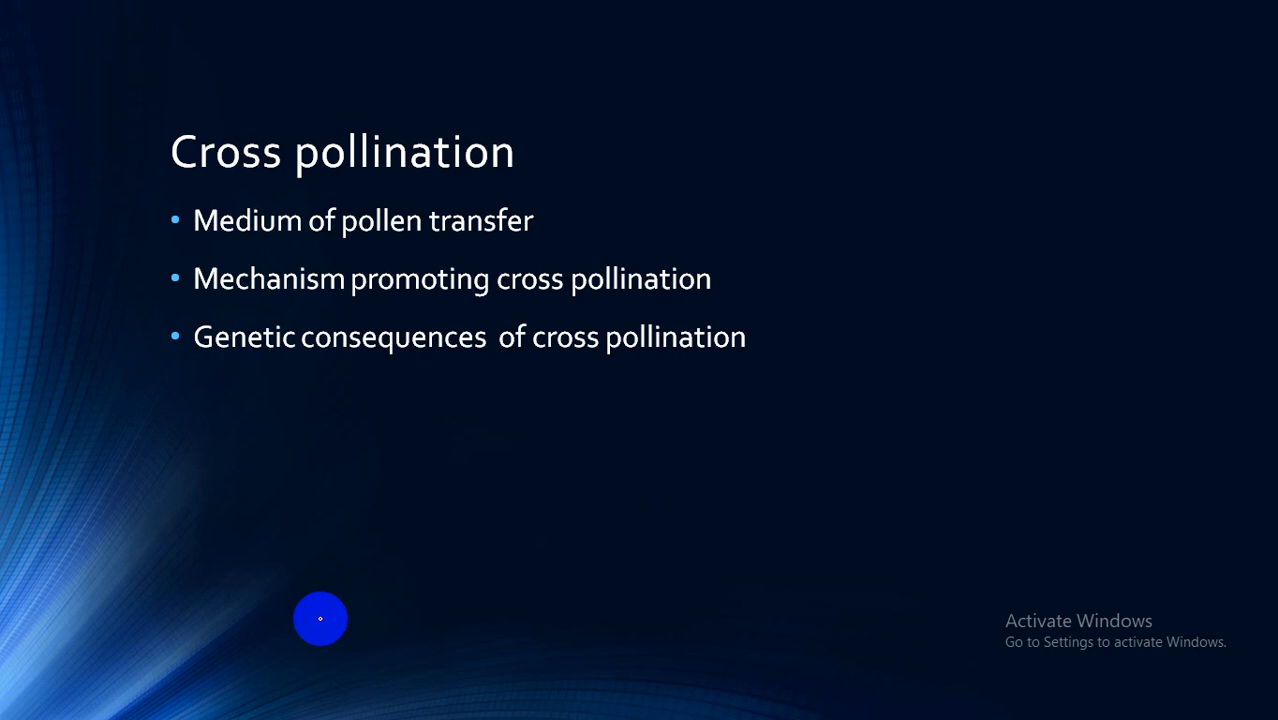 Cross pollination
• Medium of pollen transfer
• Mechanism promoting cross pollination
• Genetic consequences  of cross pollination
Activate Windows
Go to Settings to activate Windows.